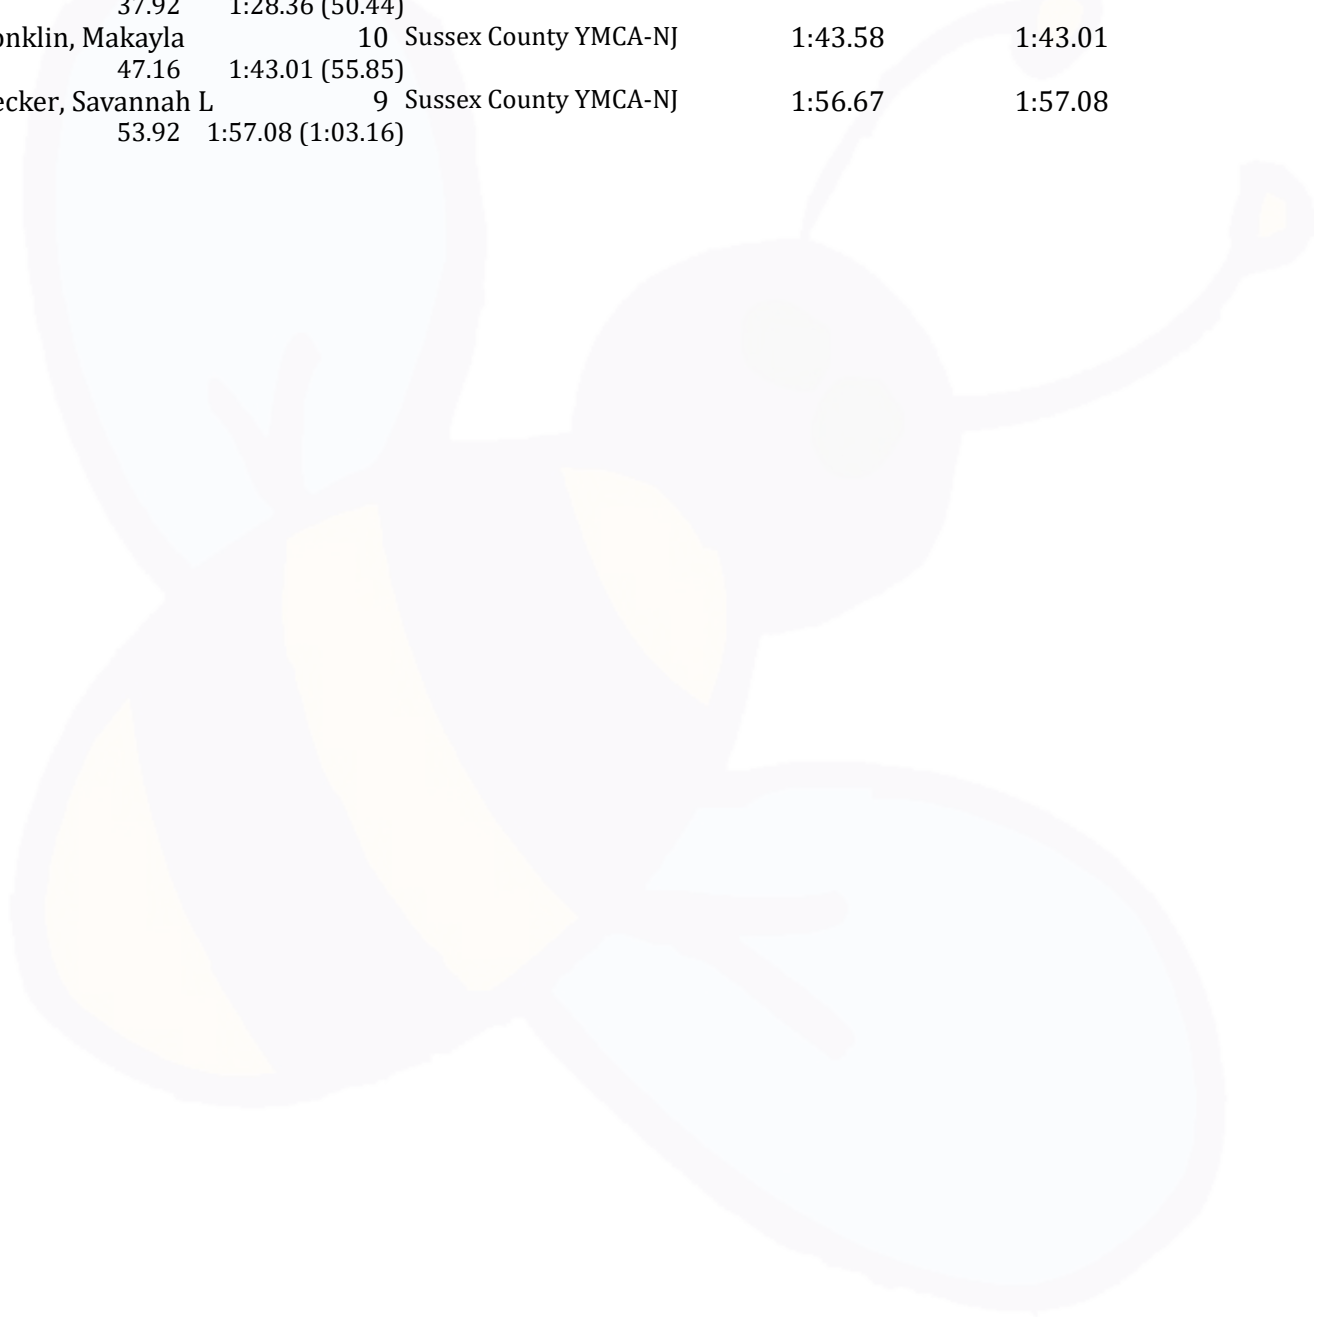 37.92 1:28.36 (50.44)
onklin, Makayla 10 Sussex County YMCA-NJ 1:43.58 1:43.01
47.16 1:43.01 (55.85)
ecker, Savannah L 9 Sussex County YMCA-NJ 1:56.67 1:57.08
53.92 1:57.08 (1:03.16)